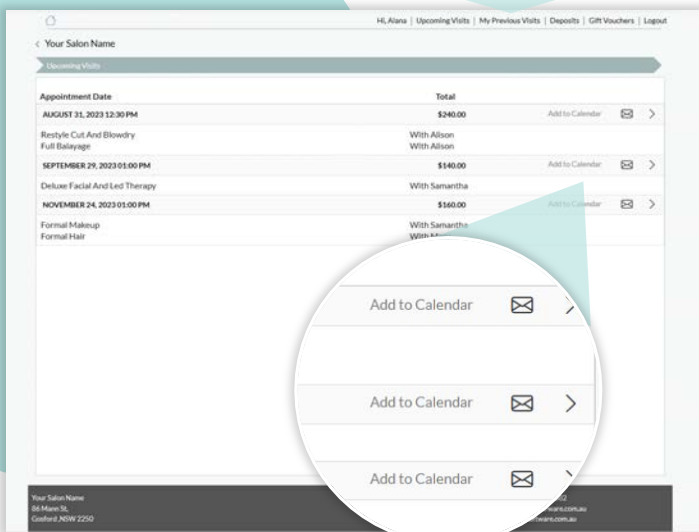 Hi, Alana | Upcoming Visits | My Previous Visits | Deposits | Gift Vouchers | Logout
< Your Salon Name
Upcoming Visits
Appointment Date Total
AUGUST 31, 2023 12:30 PM $240.00 Add to Calendar
Restyle Cut And Blowdry With Alison
Full Balayage With Alison
SEPTEMBER 29, 2023 01:00 PM $140.00 Add to Calendar
Deluxe Facial And Led Therapy With Samantha
NOVEMBER 24, 2023 01:00 PM $160.00 Add to Calendar
Formal Makeup With Samantha
Formal Hair With
Add to Calendar
Add to Calendar
Add to Calendar
Your Salon Name
86 Mann St,
Gosford ,NSW 2250